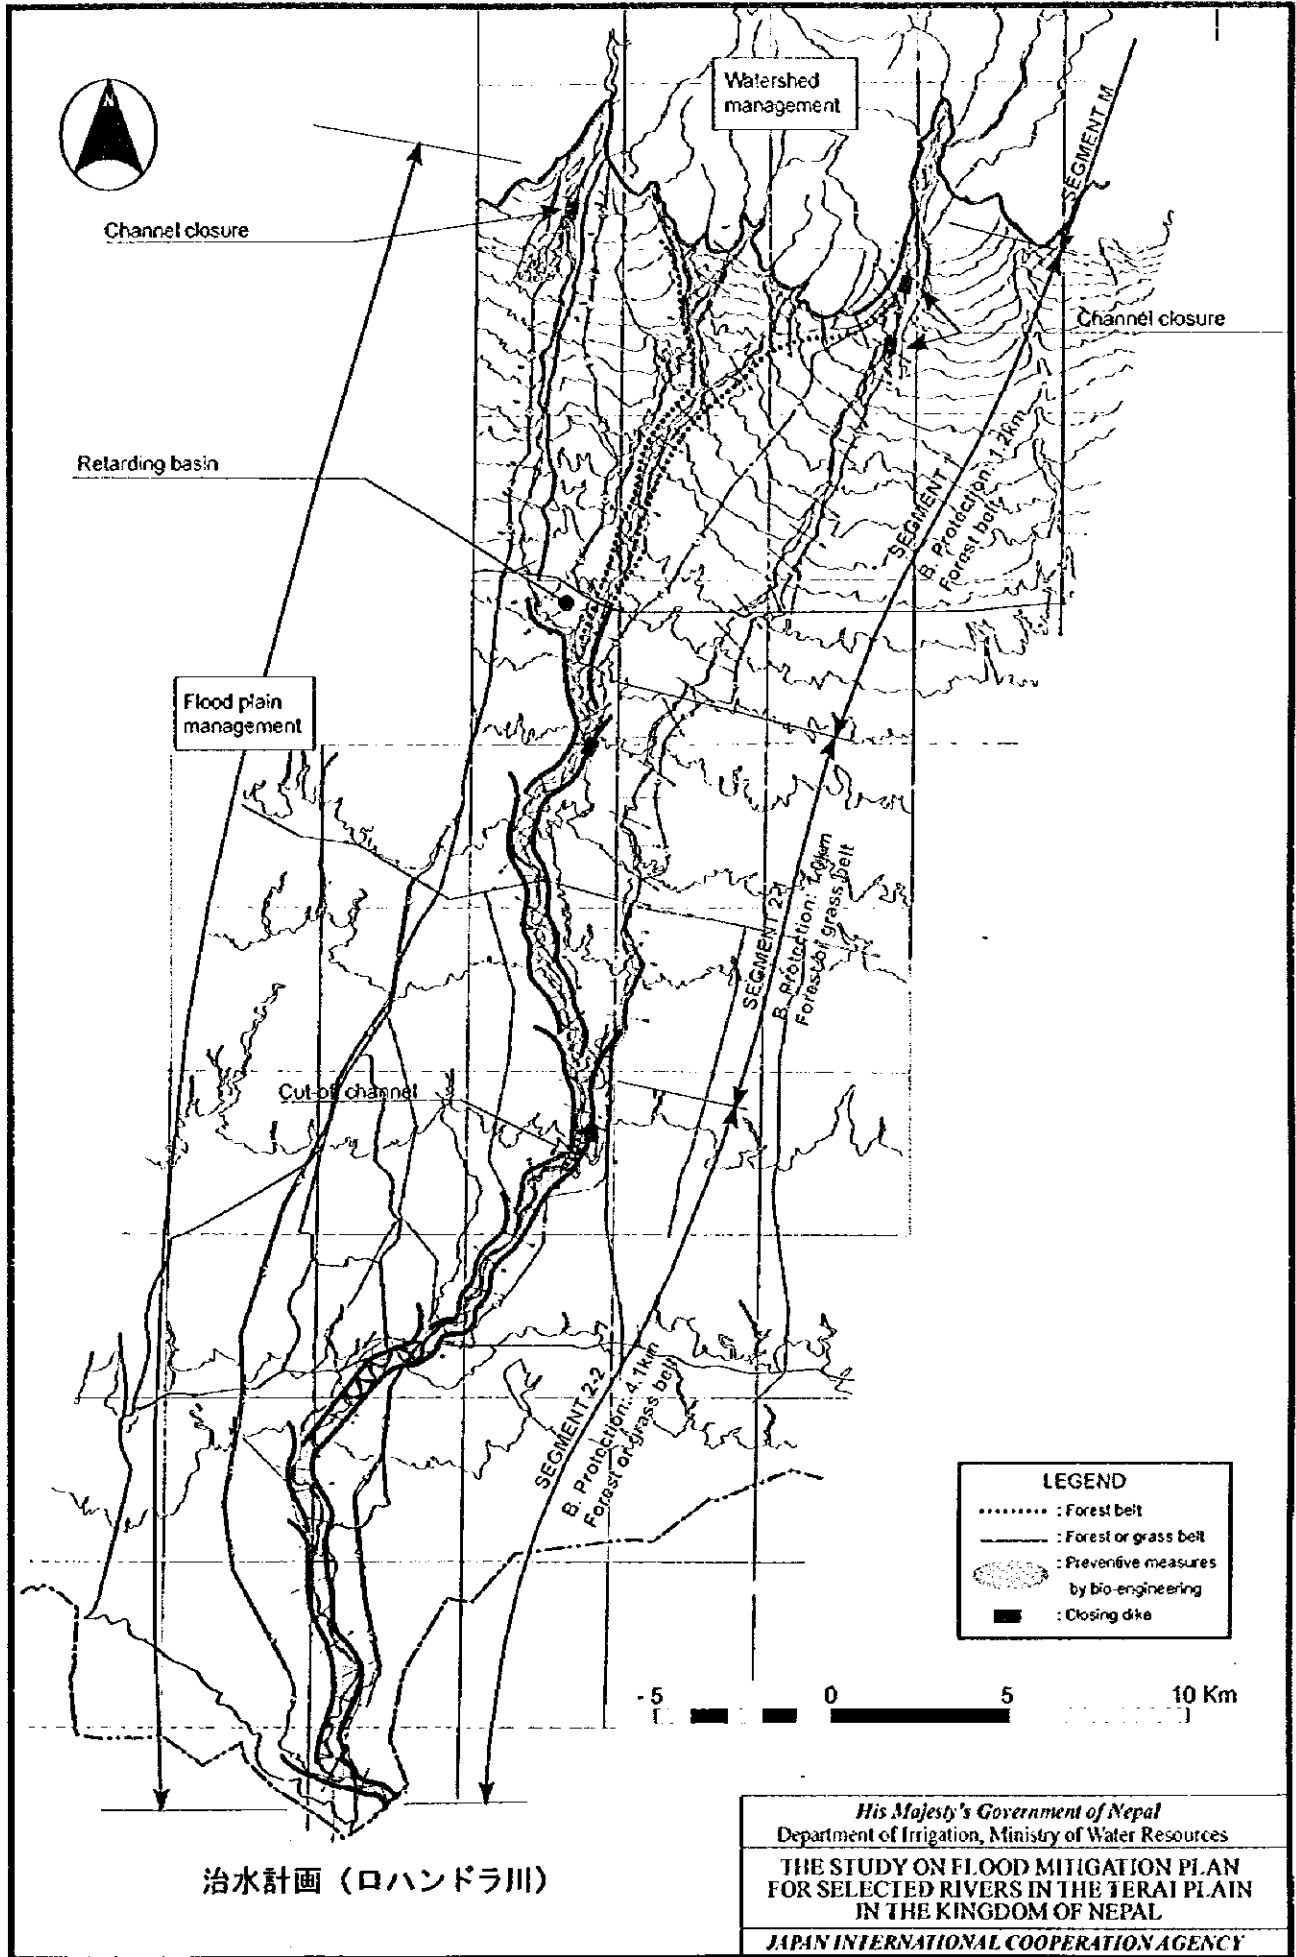 N
Watershed
management
SEGMENT M
Channel closure
Channel closure
Retarding basin
SEGMENT 1
B. Protection: 1.2km
Forest belt
Flood plain
management
SEGMENT 2-1
B. Protection: 7.0km
Forest or grass belt
Cut-off channel
SEGMENT 2-2
B. Protection: 4.1km
Forest or grass belt
LEGEND
: Forest belt
: Forest or grass belt
: Preventive measures
by bio-engineering
: Closing dike
- 5 0 5 10 Km
治水計画（ロハンドラ川）
His Majesty's Government of Nepal
Department of Irrigation, Ministry of Water Resources
THE STUDY ON FLOOD MITIGATION PLAN
FOR SELECTED RIVERS IN THE TERAI PLAIN
IN THE KINGDOM OF NEPAL
JAPAN INTERNATIONAL COOPERATION AGENCY